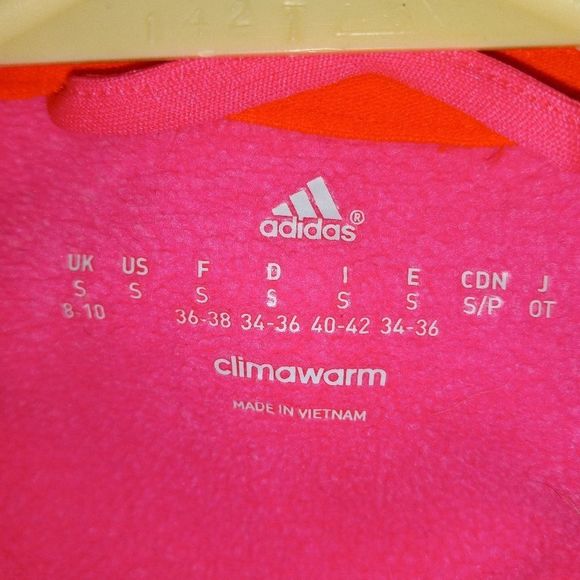 adidas®
UK US F D I E CDN J
S S S S S S S/P OT
8-10 36-38 34-36 40-42 34-36
climawarm
MADE IN VIETNAM